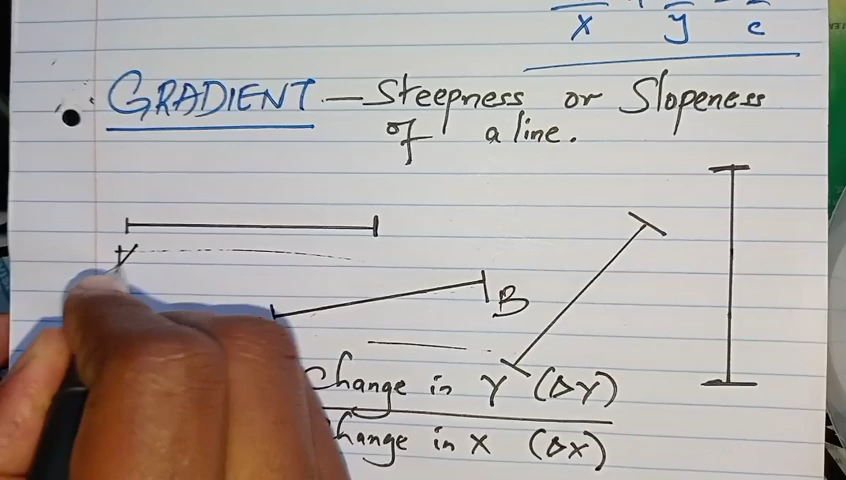 x y c
GRADIENT — Steepness or Slopeness
of a line.
B
Change in Y (ΔY)
Change in X (ΔX)